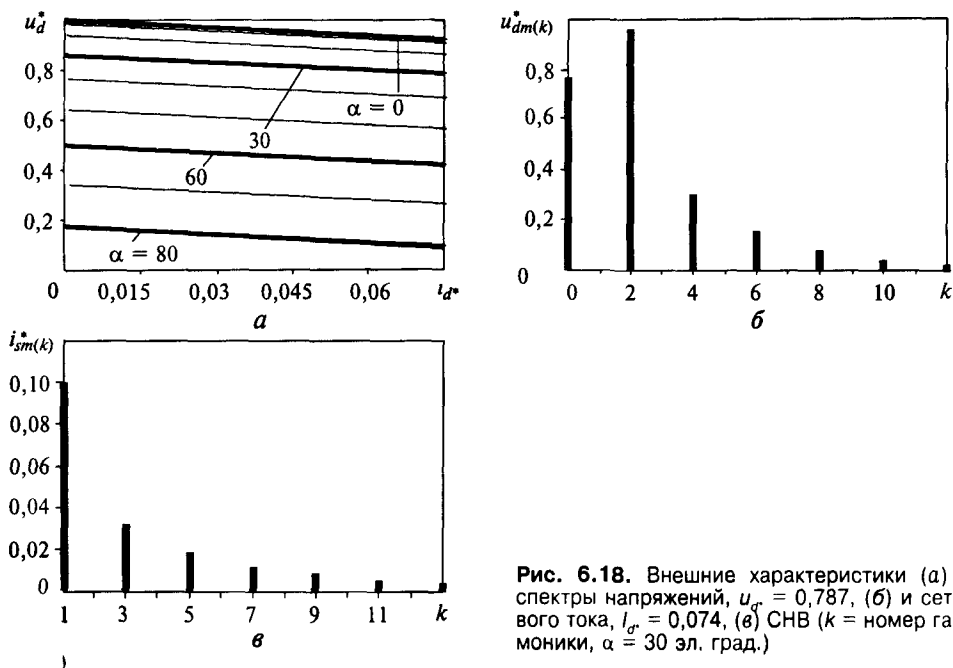 u*d
0,8
0,6
0,4
0,2
α = 0
30
60
α = 80
0 0,015 0,03 0,045 0,06 id*
а
u*dm(k)
0,8
0,6
0,4
0,2
0
0 2 4 6 8 10 k
б
i*sm(k)
0,10
0,08
0,06
0,04
0,02
0
1 3 5 7 9 11 k
в
)
Рис. 6.18. Внешние характеристики (а)
спектры напряжений, ud* = 0,787, (б) и сет
вого тока, Id* = 0,074, (в) СНВ (k = номер га
моники, α = 30 эл. град.)